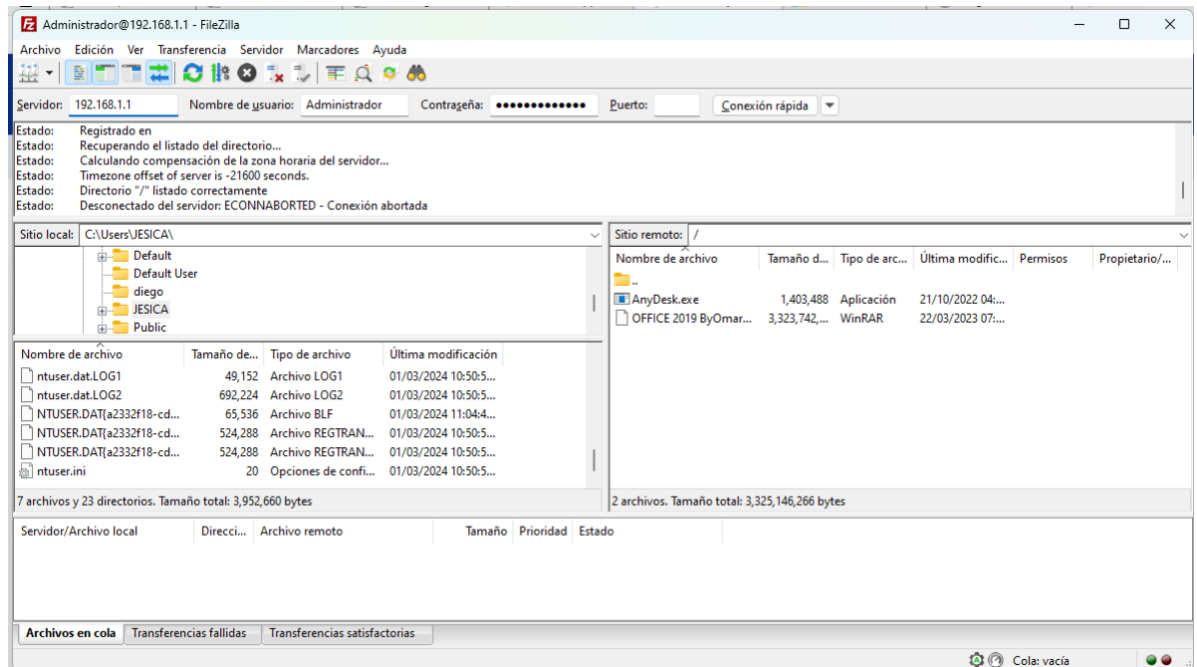 Administrador@192.168.1.1 - FileZilla
Archivo Edición Ver Transferencia Servidor Marcadores Ayuda
Servidor: 192.168.1.1 Nombre de usuario: Administrador Contraseña: ●●●●●●●●●●●●● Puerto: Conexión rápida
Estado: Registrado en
Estado: Recuperando el listado del directorio...
Estado: Calculando compensación de la zona horaria del servidor...
Estado: Timezone offset of server is -21600 seconds.
Estado: Directorio "/" listado correctamente
Estado: Desconectado del servidor: ECONNABORTED - Conexión abortada
Sitio local: C:\Users\JESICA\
Default
Default User
diego
JESICA
Public
Nombre de archivo Tamaño de... Tipo de archivo Última modificación
ntuser.dat.LOG1 49,152 Archivo LOG1 01/03/2024 10:50:5...
ntuser.dat.LOG2 692,224 Archivo LOG2 01/03/2024 10:50:5...
NTUSER.DAT{a2332f18-cd... 65,536 Archivo BLF 01/03/2024 11:04:4...
NTUSER.DAT{a2332f18-cd... 524,288 Archivo REGTRAN... 01/03/2024 10:50:5...
NTUSER.DAT{a2332f18-cd... 524,288 Archivo REGTRAN... 01/03/2024 10:50:5...
ntuser.ini 20 Opciones de confi... 01/03/2024 10:50:5...
7 archivos y 23 directorios. Tamaño total: 3,952,660 bytes
Sitio remoto: /
Nombre de archivo Tamaño d... Tipo de arc... Última modific... Permisos Propietario/...
..
AnyDesk.exe 1,403,488 Aplicación 21/10/2022 04:...
OFFICE 2019 ByOmar... 3,323,742,... WinRAR 22/03/2023 07:...
2 archivos. Tamaño total: 3,325,146,266 bytes
Servidor/Archivo local Direcci... Archivo remoto Tamaño Prioridad Estado
Archivos en cola Transferencias fallidas Transferencias satisfactorias
Cola: vacía